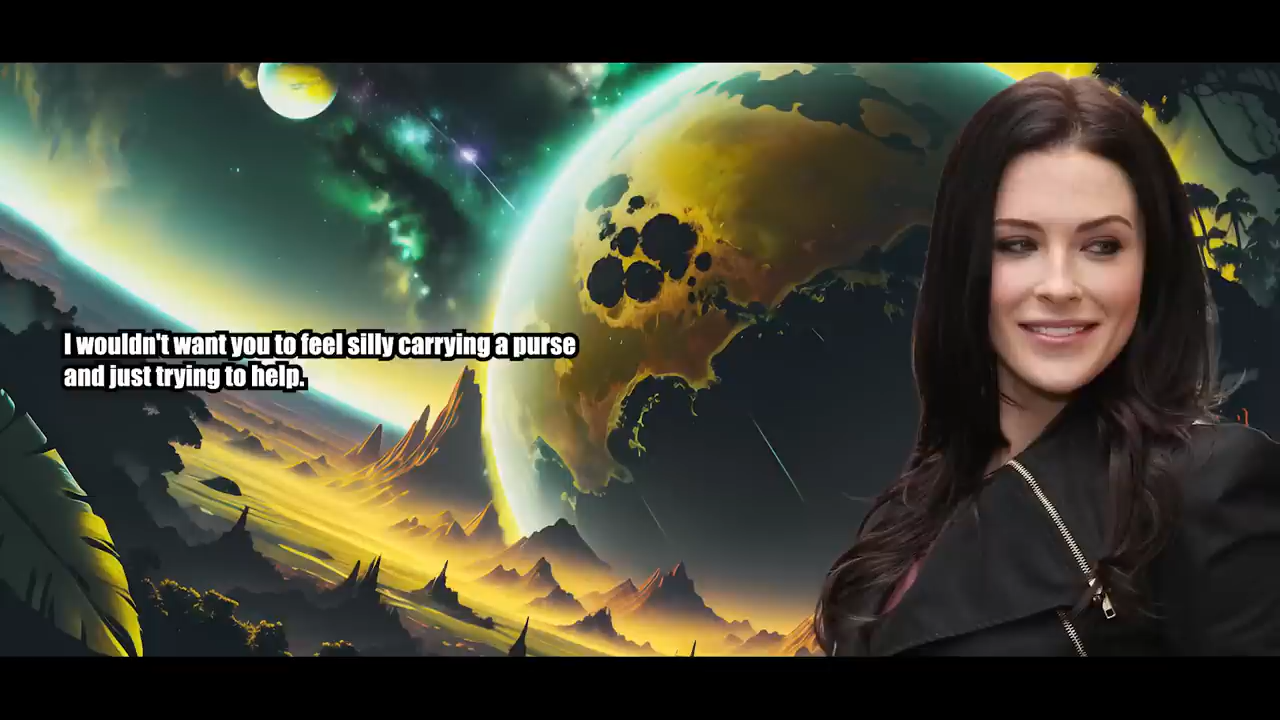 I wouldn't want you to feel silly carrying a purse
and just trying to help.